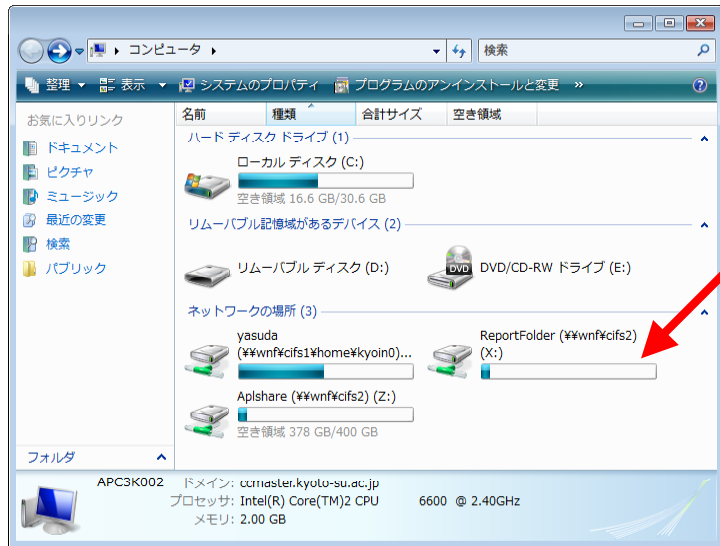 コンピュータ
検索
整理 表示 システムのプロパティ プログラムのアンインストールと変更 »
お気に入りリンク
ドキュメント
ピクチャ
ミュージック
最近の変更
検索
パブリック
フォルダ
名前 種類 合計サイズ 空き領域
ハード ディスク ドライブ (1)
ローカル ディスク (C:)
空き領域 16.6 GB/30.6 GB
リムーバブル記憶域があるデバイス (2)
リムーバブル ディスク (D:)
DVD
DVD/CD-RW ドライブ (E:)
ネットワークの場所 (3)
yasuda
(¥¥wnf¥cifs1¥home¥kyoin0)...
ReportFolder (¥¥wnf¥cifs2)
(X:)
Aplshare (¥¥wnf¥cifs2) (Z:)
空き領域 378 GB/400 GB
APC3K002 ドメイン: ccmaster.kyoto-su.ac.jp
プロセッサ: Intel(R) Core(TM)2 CPU 6600 @ 2.40GHz
メモリ: 2.00 GB